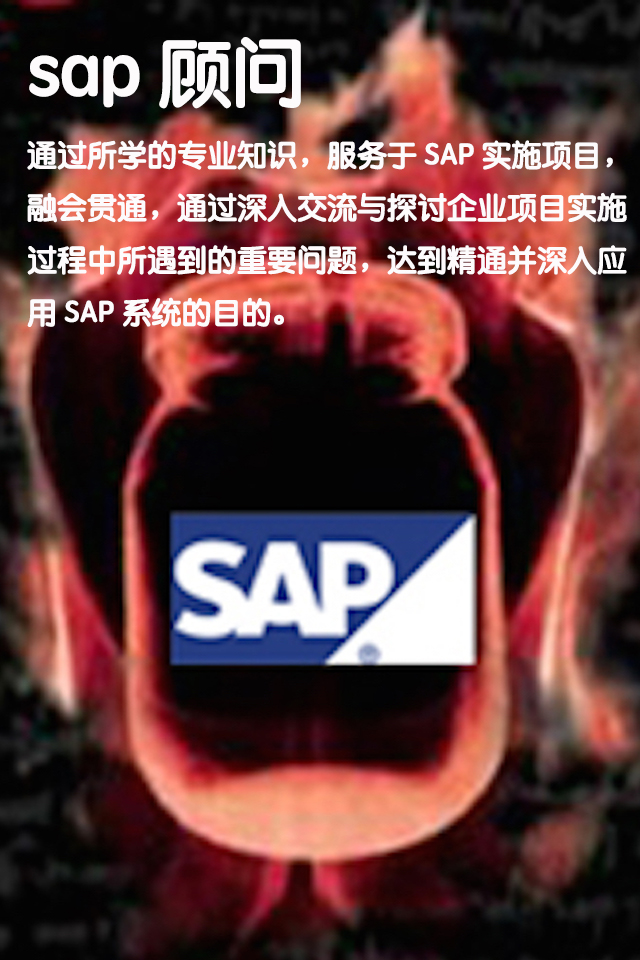 sap 顾问
通过所学的专业知识，服务于 SAP 实施项目，
融会贯通，通过深入交流与探讨企业项目实施
过程中所遇到的重要问题，达到精通并深入应
用 SAP 系统的目的。
SAP
®